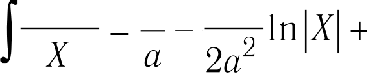 ∫ / X − / a − / 2a² ln|X| +